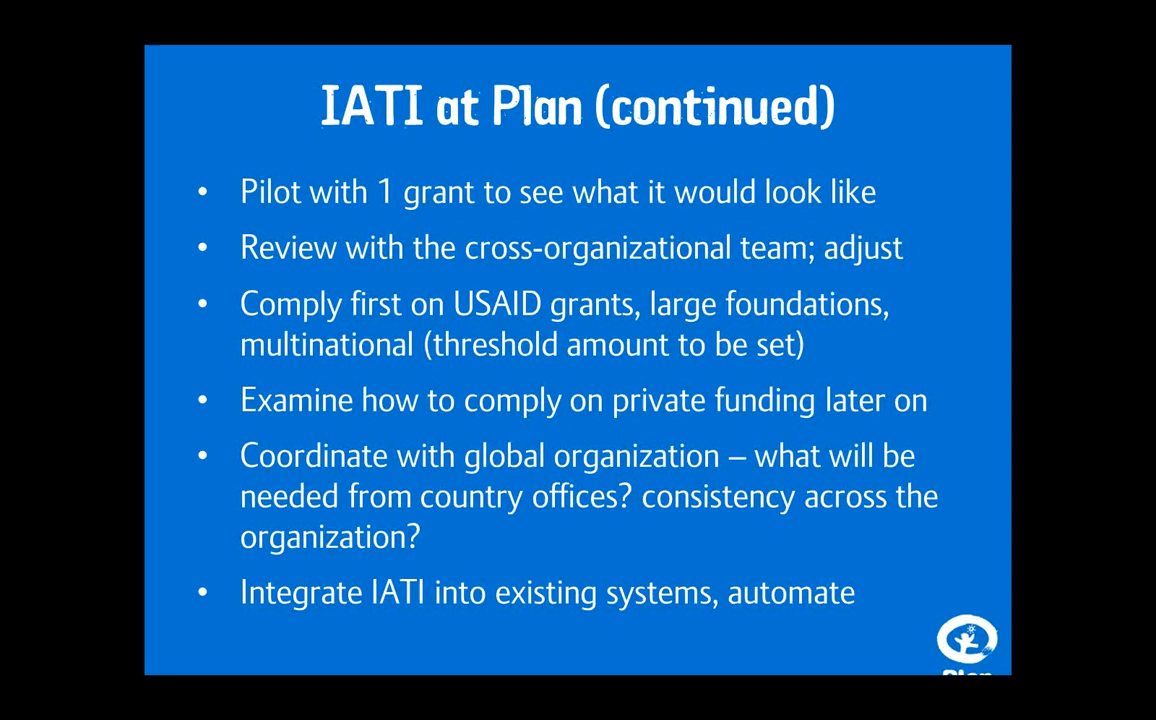 IATI at Plan (continued)
• Pilot with 1 grant to see what it would look like
• Review with the cross-organizational team; adjust
• Comply first on USAID grants, large foundations,
multinational (threshold amount to be set)
• Examine how to comply on private funding later on
• Coordinate with global organization – what will be
needed from country offices? consistency across the
organization?
• Integrate IATI into existing systems, automate
Plan